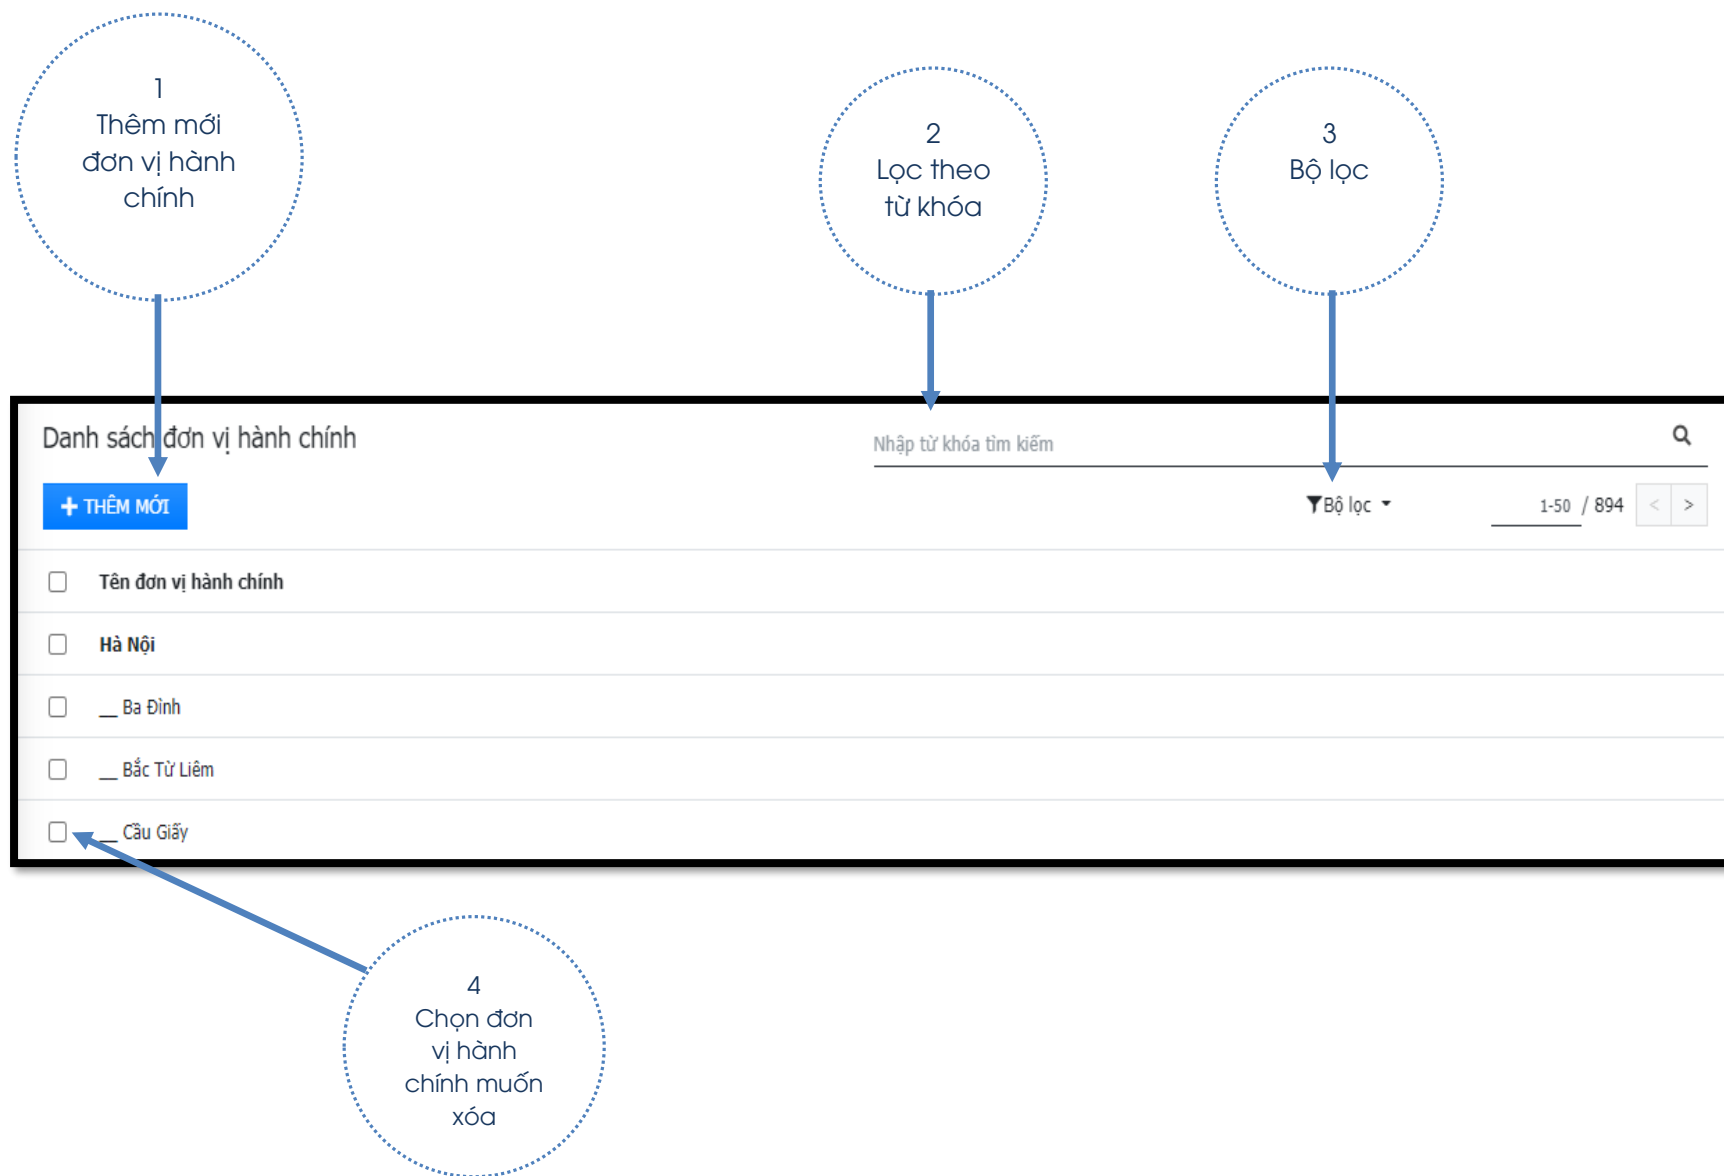 1
Thêm mới
đơn vị hành
chính
2
Lọc theo
từ khóa
3
Bộ lọc
Danh sách đơn vị hành chính
Nhập từ khóa tìm kiếm
+ THÊM MỚI
Bộ lọc
1-50 / 894 < >
Tên đơn vị hành chính
Hà Nội
__ Ba Đình
__ Bắc Từ Liêm
__ Cầu Giấy
4
Chọn đơn
vị hành
chính muốn
xóa